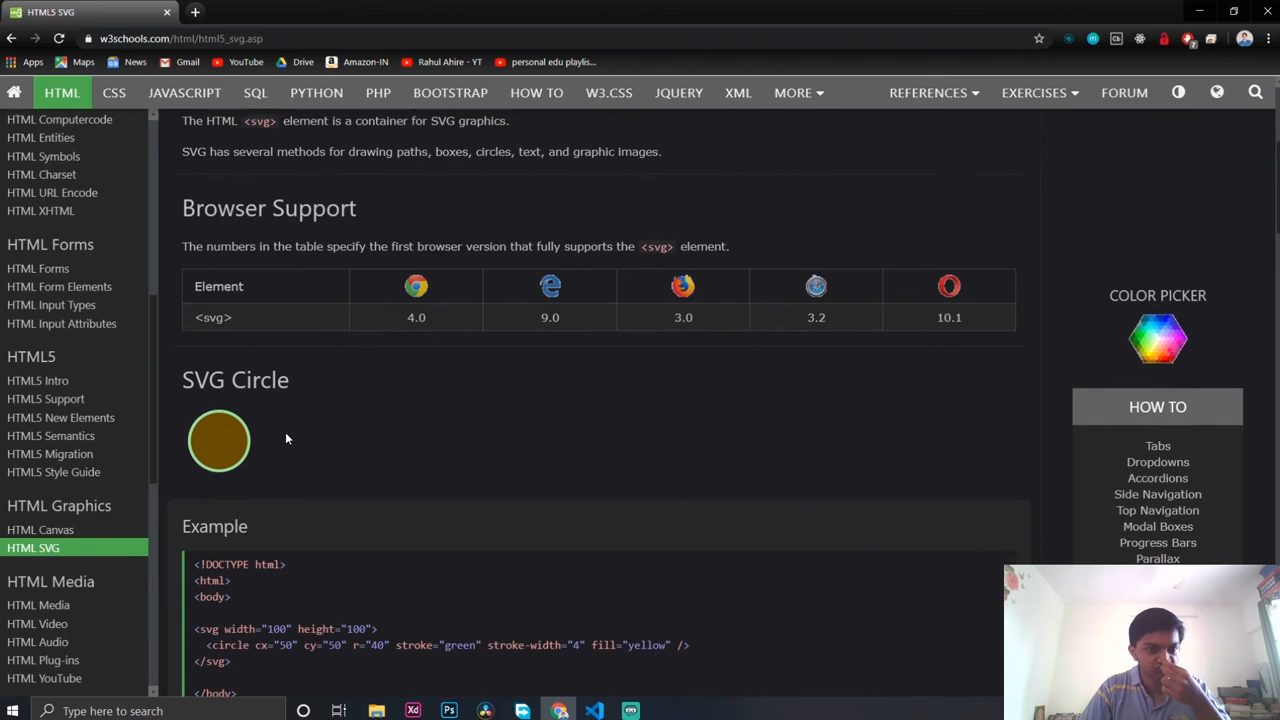 HTML5 SVG
w3schools.com/html/html5_svg.asp
Apps Maps News Gmail YouTube Drive Amazon-IN Rahul Ahire - YT personal edu playlis...
HTML CSS JAVASCRIPT SQL PYTHON PHP BOOTSTRAP HOW TO W3.CSS JQUERY XML MORE REFERENCES EXERCISES FORUM
HTML Computercode
HTML Entities
HTML Symbols
HTML Charset
HTML URL Encode
HTML XHTML
HTML Forms
HTML Forms
HTML Form Elements
HTML Input Types
HTML Input Attributes
HTML5
HTML5 Intro
HTML5 Support
HTML5 New Elements
HTML5 Semantics
HTML5 Migration
HTML5 Style Guide
HTML Graphics
HTML Canvas
HTML SVG
HTML Media
HTML Media
HTML Video
HTML Audio
HTML Plug-ins
HTML YouTube
The HTML <svg> element is a container for SVG graphics.
SVG has several methods for drawing paths, boxes, circles, text, and graphic images.
Browser Support
The numbers in the table specify the first browser version that fully supports the <svg> element.
Element
<svg> 4.0 9.0 3.0 3.2 10.1
SVG Circle
Example
<!DOCTYPE html>
<html>
<body>
<svg width="100" height="100">
<circle cx="50" cy="50" r="40" stroke="green" stroke-width="4" fill="yellow" />
</svg>
</body>
COLOR PICKER
HOW TO
Tabs
Dropdowns
Accordions
Side Navigation
Top Navigation
Modal Boxes
Progress Bars
Parallax
Type here to search
Xd Ps